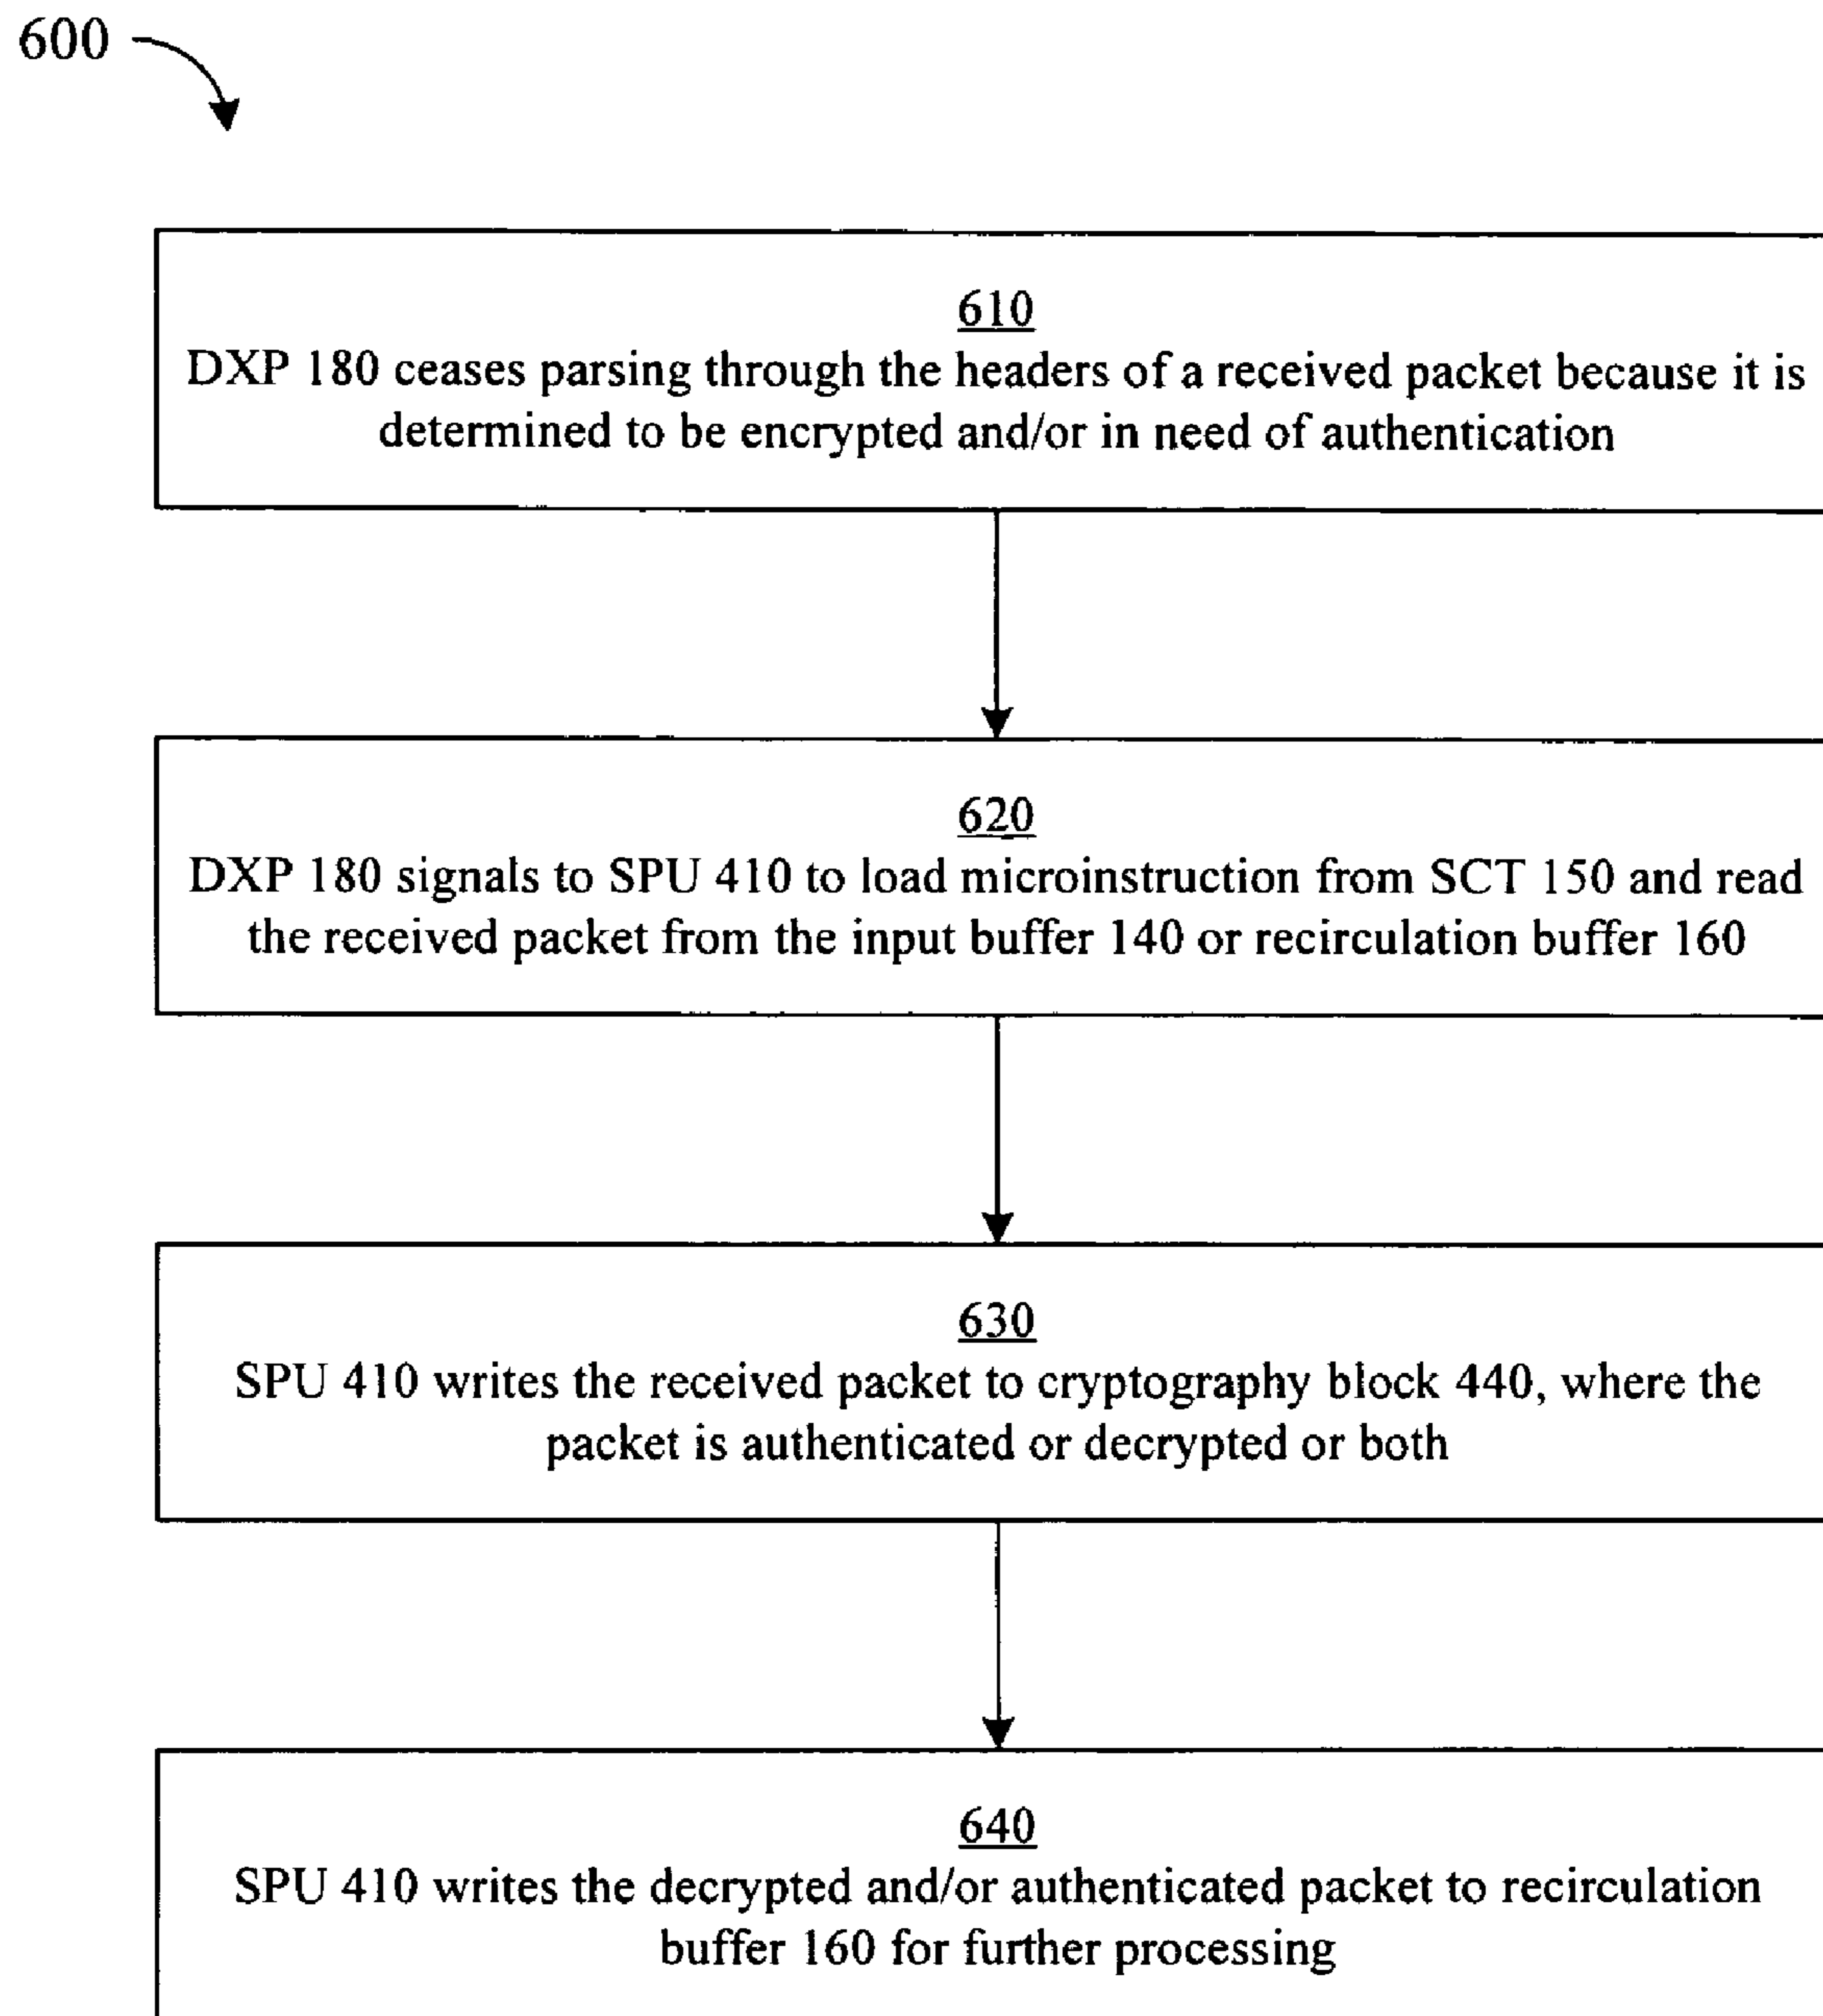 600
610
DXP 180 ceases parsing through the headers of a received packet because it is
determined to be encrypted and/or in need of authentication
620
DXP 180 signals to SPU 410 to load microinstruction from SCT 150 and read
the received packet from the input buffer 140 or recirculation buffer 160
630
SPU 410 writes the received packet to cryptography block 440, where the
packet is authenticated or decrypted or both
640
SPU 410 writes the decrypted and/or authenticated packet to recirculation
buffer 160 for further processing